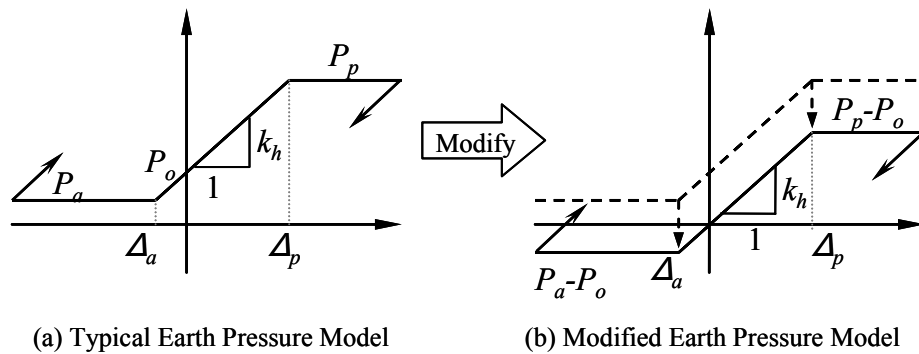 P_p
P_o
k_h
P_a
1
Δ_a
Δ_p
(a) Typical Earth Pressure Model
Modify
P_p-P_o
k_h
1
Δ_a
Δ_p
P_a-P_o
(b) Modified Earth Pressure Model